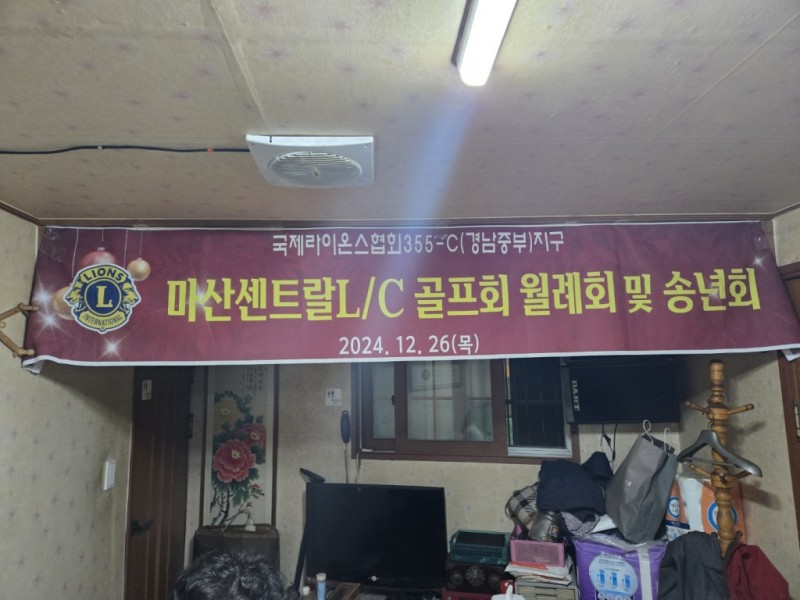 국제라이온스협회355-C(경남중부)지구
LIONS
L
INTERNATIONAL
마산센트랄L/C 골프회 월례회 및 송년회
2024. 12. 26(목)